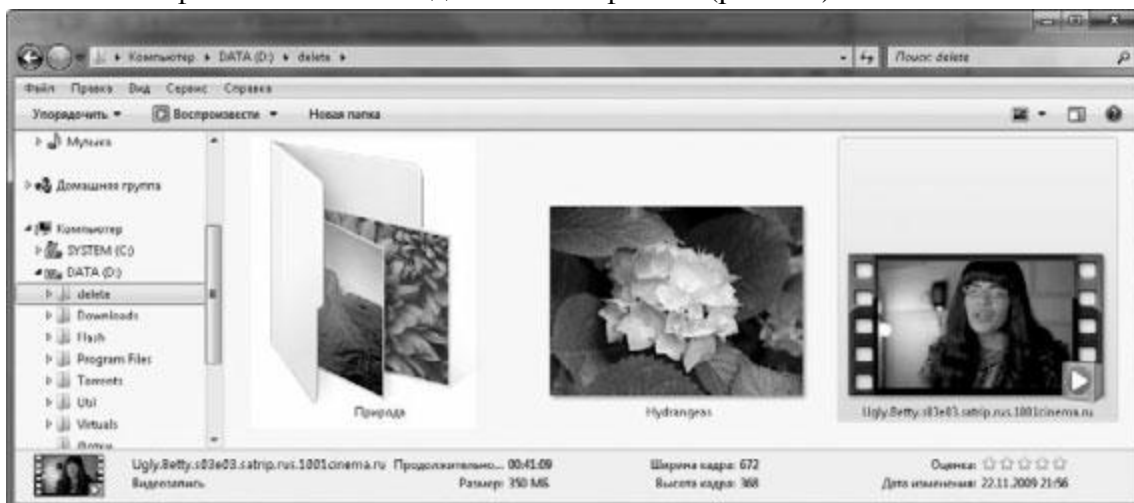 (рис.
Компьютер ▸ DATA (D:) ▸ delete ▸
Поиск: delete
Файл Правка Вид Сервис Справка
Упорядочить Воспроизвести Новая папка
Музыка
Домашняя группа
Компьютер
SYSTEM (C:)
DATA (D:)
delete
Downloads
Flash
Program Files
Torrents
Util
Virtuals
Природа
Hydrangeas
Ugly.Betty.s03e03.satrip.rus.1001cinema.ru
Ugly.Betty.s03e03.satrip.rus.1001cinema.ru Продолжительно... 00:41:09 Ширина кадра: 672 Оценка:
Видеозапись Размер: 350 МБ Высота кадра: 368 Дата изменения: 22.11.2009 21:56